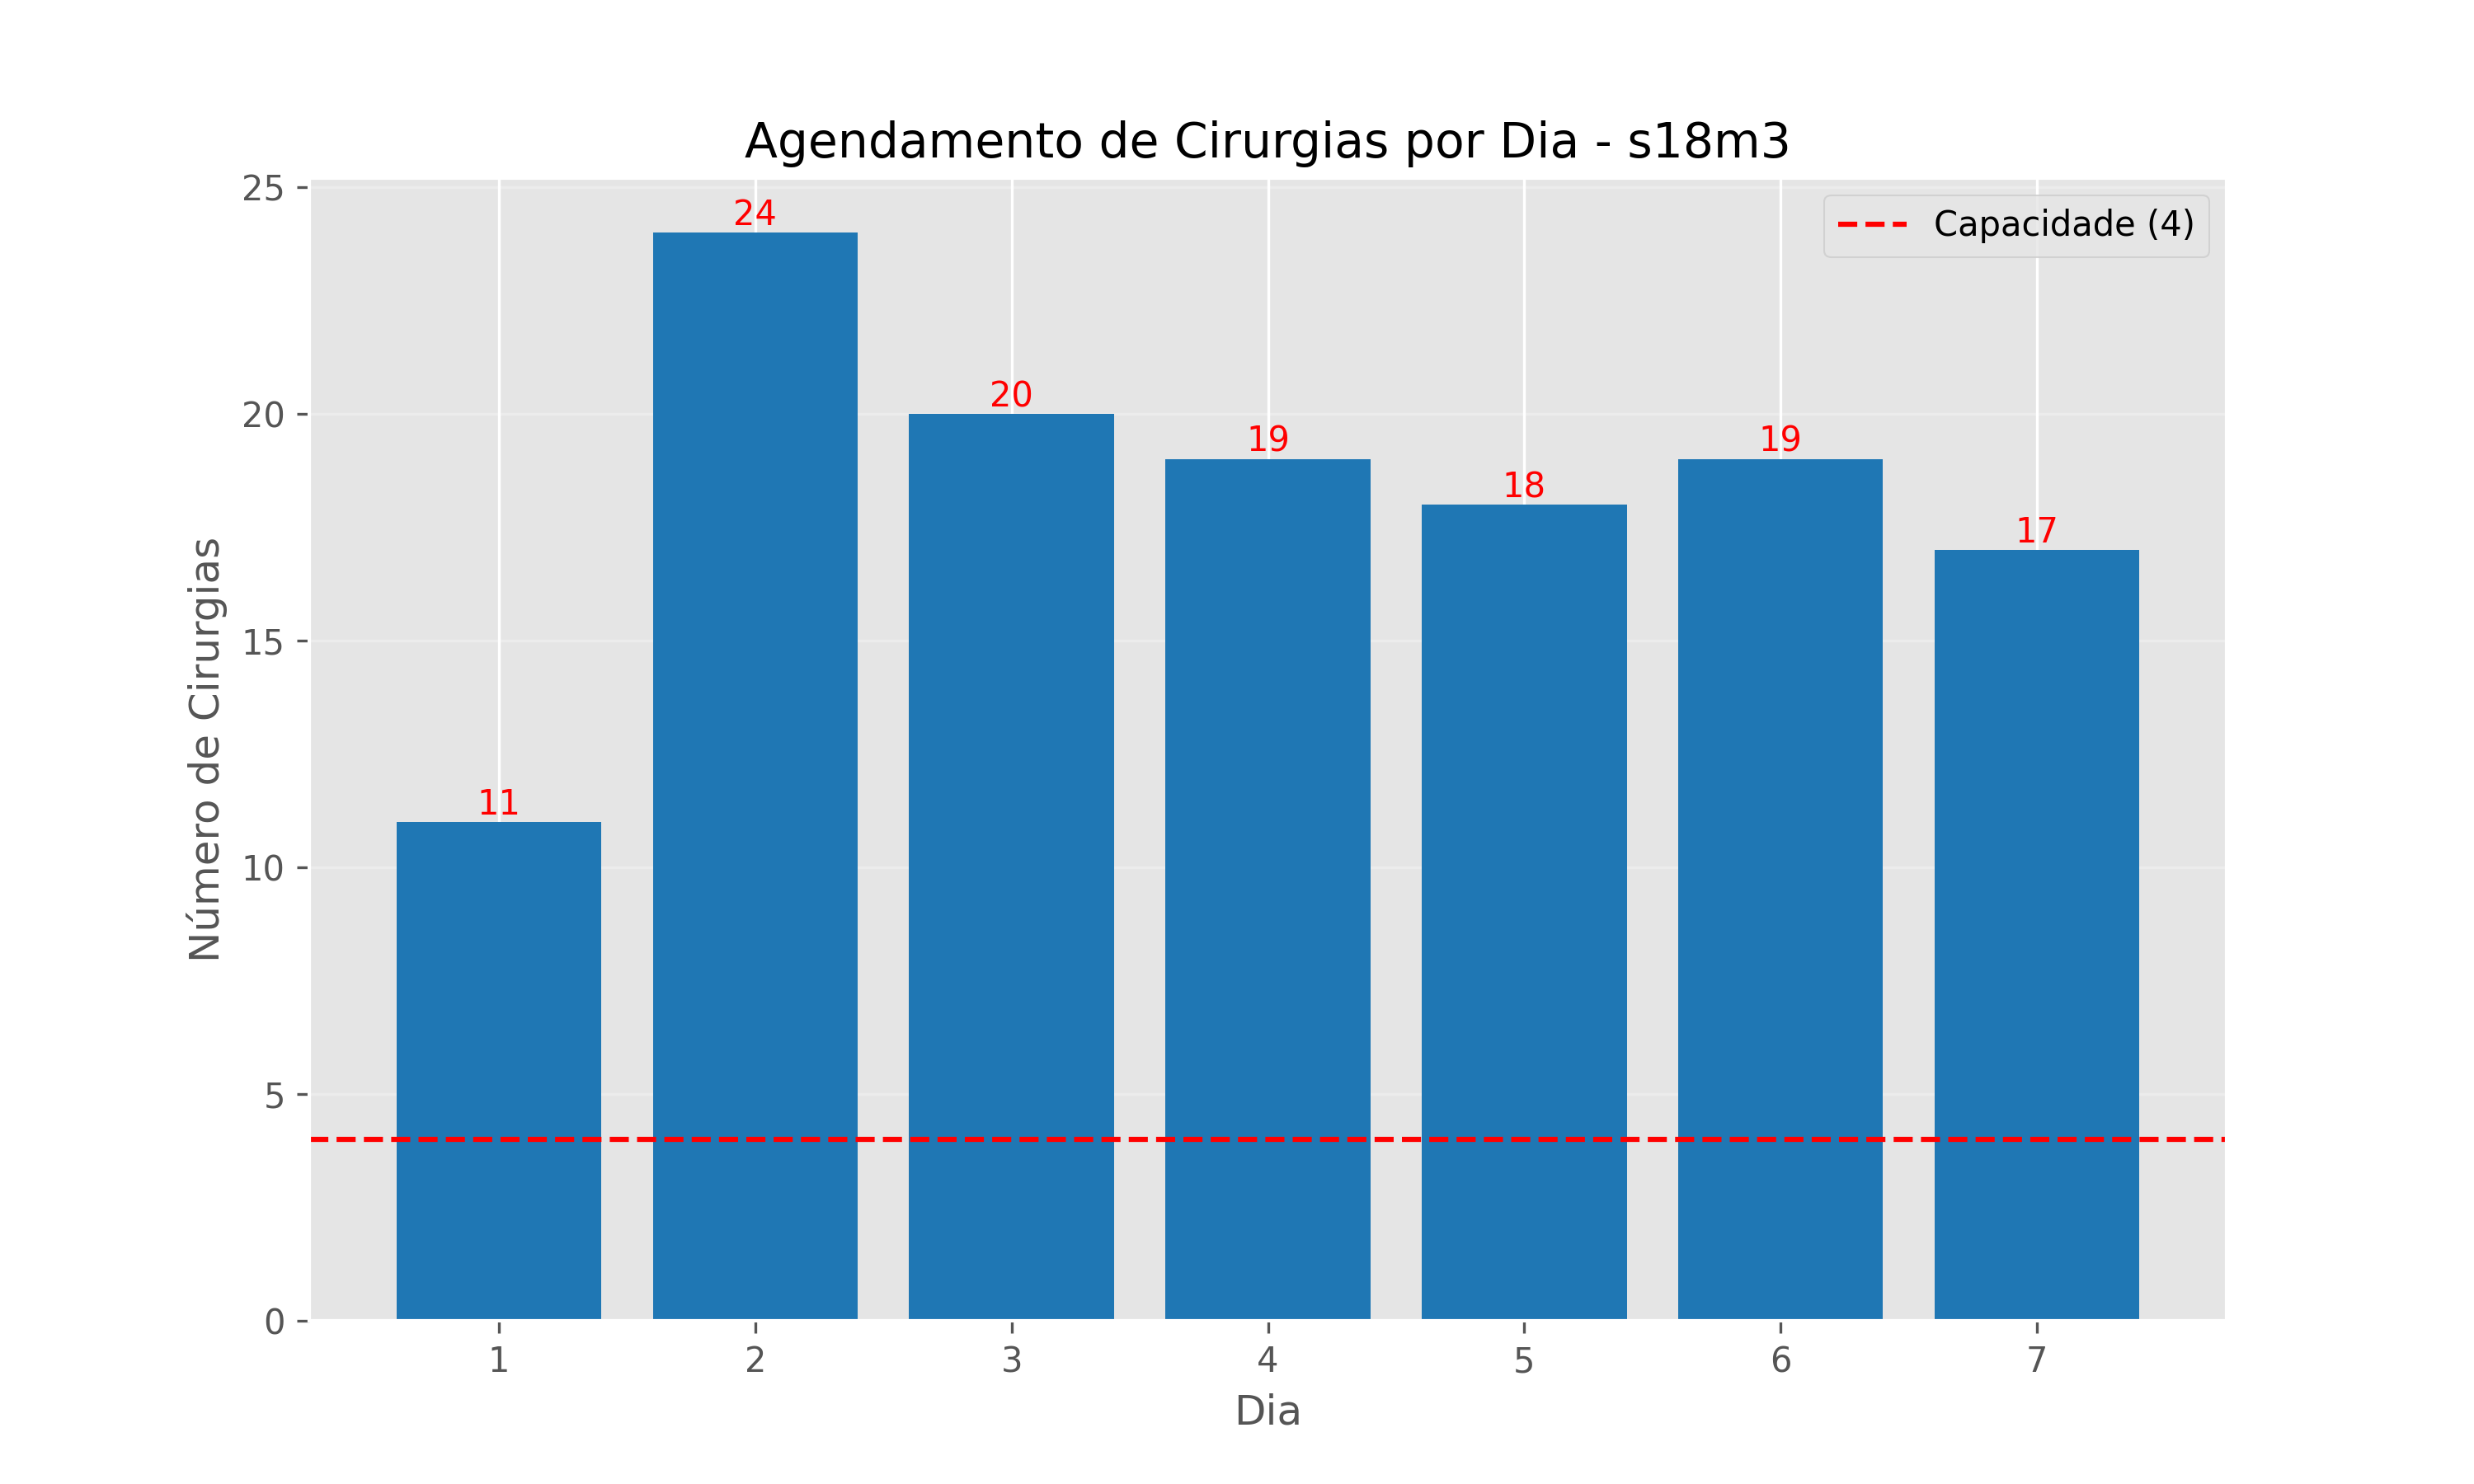 Agendamento de Cirurgias por Dia - s18m3
Capacidade (4)
Número de Cirurgias
25
20
15
10
5
0
11
24
20
19
18
19
17
1 2 3 4 5 6 7
Dia